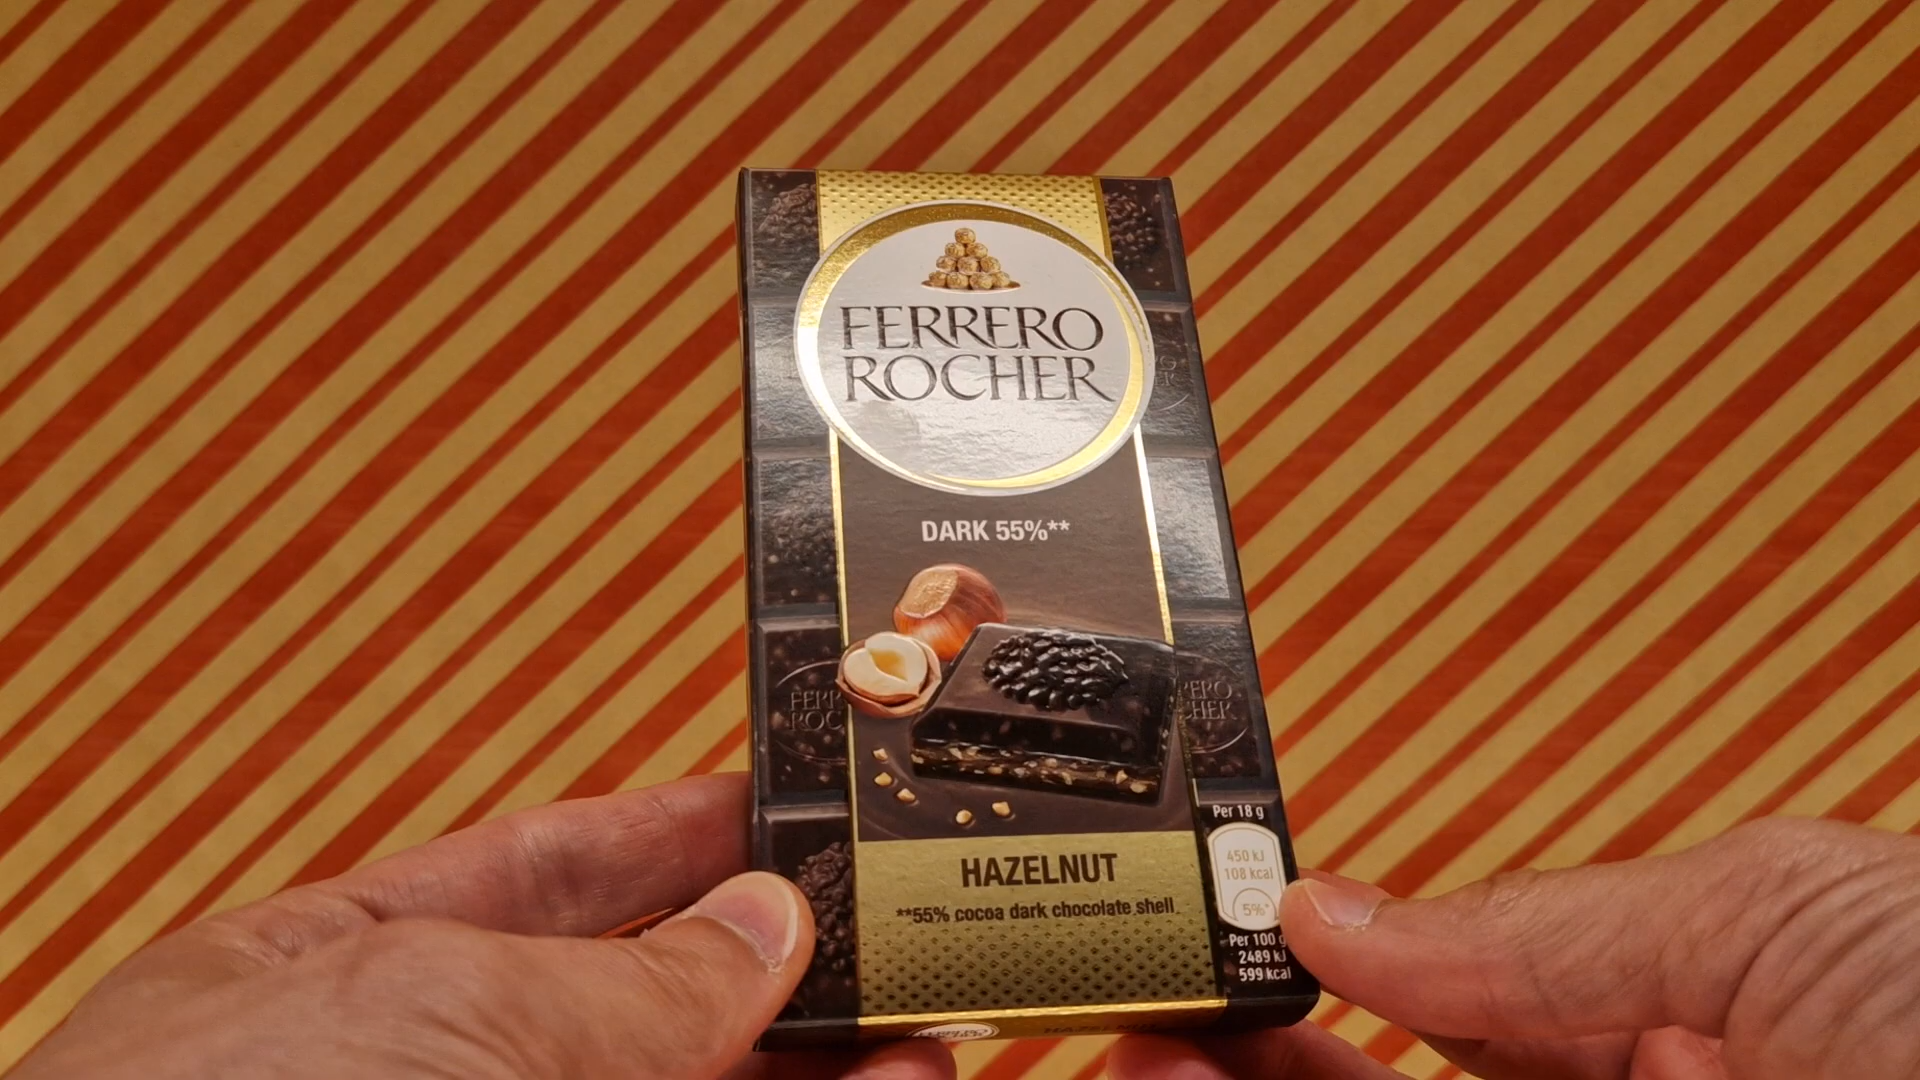 FERRERO
ROCHER
DARK 55%**
HAZELNUT
**55% cocoa dark chocolate shell
Per 18 g
450 kJ
108 kcal
5%*
Per 100 g
2489 kJ
599 kcal
HAZELNUT